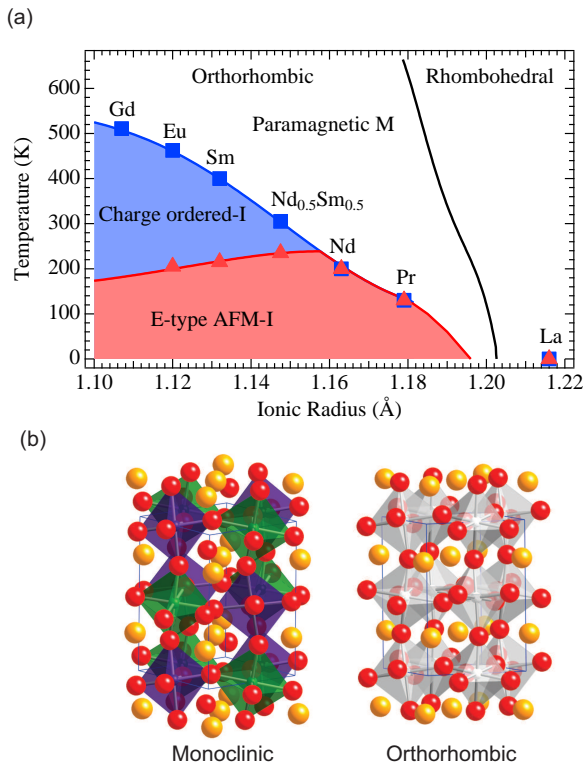 (a)
Orthorhombic
Rhombohedral
Paramagnetic M
Gd
Eu
Sm
Nd0.5Sm0.5
Nd
Pr
La
Charge ordered-I
E-type AFM-I
Temperature (K)
600
500
400
300
200
100
0
1.10
1.12
1.14
1.16
1.18
1.20
1.22
Ionic Radius (Å)
(b)
Monoclinic
Orthorhombic